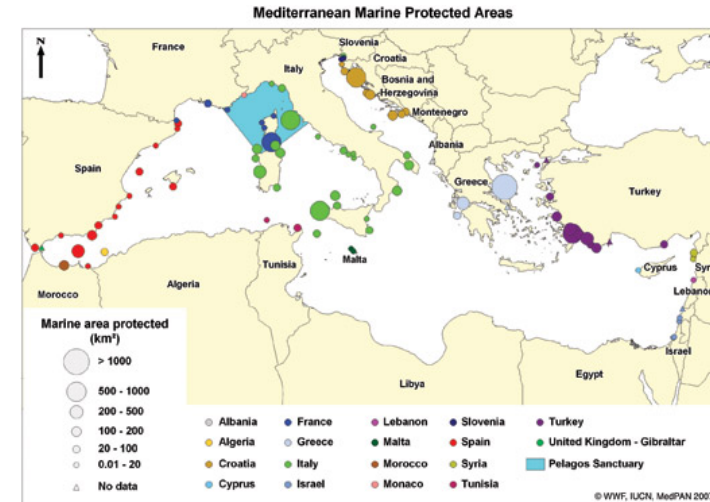 Mediterranean Marine Protected Areas
N
France
Slovenia
Croatia
Italy
Bosnia and
Herzegovina
Montenegro
Albania
Spain
Greece
Turkey
Malta
Cyprus
Tunisia
Lebanon
Morocco
Algeria
Israel
Libya
Egypt
Marine area protected
(km²)
> 1000
500 - 1000
200 - 500
100 - 200
20 - 100
0.01 - 20
No data
Albania France Lebanon Slovenia Turkey
Algeria Greece Malta Spain United Kingdom - Gibraltar
Croatia Italy Morocco Syria Pelagos Sanctuary
Cyprus Israel Monaco Tunisia
© WWF, IUCN, MedPAN